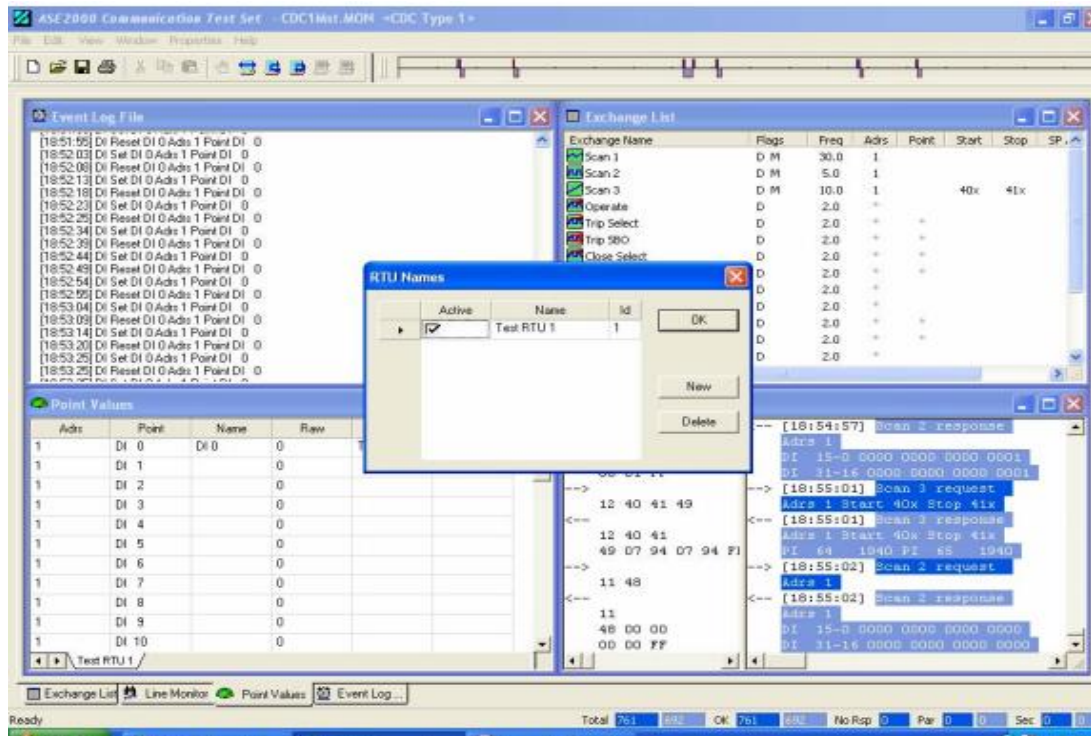 ASE2000 Communication Test Set - CDC1Mst.MON =CDC Type 1=
File Edit View Window Properties Help
Event Log File
[18:51:55] DI Reset DI 0 Adrs 1 Point DI 0
[18:52:03] DI Set DI 0 Adrs 1 Point DI 0
[18:52:08] DI Reset DI 0 Adrs 1 Point DI 0
[18:52:13] DI Set DI 0 Adrs 1 Point DI 0
[18:52:18] DI Reset DI 0 Adrs 1 Point DI 0
[18:52:23] DI Set DI 0 Adrs 1 Point DI 0
[18:52:25] DI Reset DI 0 Adrs 1 Point DI 0
[18:52:34] DI Set DI 0 Adrs 1 Point DI 0
[18:52:39] DI Reset DI 0 Adrs 1 Point DI 0
[18:52:44] DI Set DI 0 Adrs 1 Point DI 0
[18:52:49] DI Reset DI 0 Adrs 1 Point DI 0
[18:52:54] DI Set DI 0 Adrs 1 Point DI 0
[18:52:55] DI Reset DI 0 Adrs 1 Point DI 0
[18:53:04] DI Set DI 0 Adrs 1 Point DI 0
[18:53:09] DI Reset DI 0 Adrs 1 Point DI 0
[18:53:14] DI Set DI 0 Adrs 1 Point DI 0
[18:53:20] DI Reset DI 0 Adrs 1 Point DI 0
[18:53:25] DI Set DI 0 Adrs 1 Point DI 0
[18:53:25] DI Reset DI 0 Adrs 1 Point DI 0
Exchange List
Exchange Name Flags Freq Adrs Point Start Stop SP
Scan 1 D M 30.0 1
Scan 2 D M 5.0 1
Scan 3 D M 10.0 1 40x 41x
Operate D 2.0 *
Trip Select D 2.0 * *
Trip SBO D 2.0 * *
Close Select D 2.0 * *
D 2.0 * *
D 2.0 *
D 2.0 *
D 2.0 * *
D 2.0 * *
D 2.0 *
RTU Names
Active Name Id
Test RTU 1 1
OK
New
Delete
Point Values
Adrs Point Name Raw
1 DI 0 DI 0 0
1 DI 1 0
1 DI 2 0
1 DI 3 0
1 DI 4 0
1 DI 5 0
1 DI 6 0
1 DI 7 0
1 DI 8 0
1 DI 9 0
1 DI 10 0
Test RTU 1
-->
12 40 41 49
<---
12 40 41
49 07 94 07 94 F1
-->
11 48
<---
11
48 00 00
00 00 FF
<-- [18:54:57] Scan 2 response
Adrs 1
DI 15-0 0000 0000 0000 0001
DI 31-16 0000 0000 0000 0001
--> [18:55:01] Scan 3 request
Adrs 1 Start 40x Stop 41x
<-- [18:55:01] Scan 3 response
Adrs 1 Start 40x Stop 41x
PI 64 1940 PI 65 1940
--> [18:55:02] Scan 2 request
Adrs 1
<-- [18:55:02] Scan 2 response
Adrs 1
DI 15-0 0000 0000 0000 0000
DI 31-16 0000 0000 0000 0000
Exchange List Line Monitor Point Values Event Log...
Ready Total 761 692 OK 761 692 No Rsp 0 0 Par 0 0 Sec 0